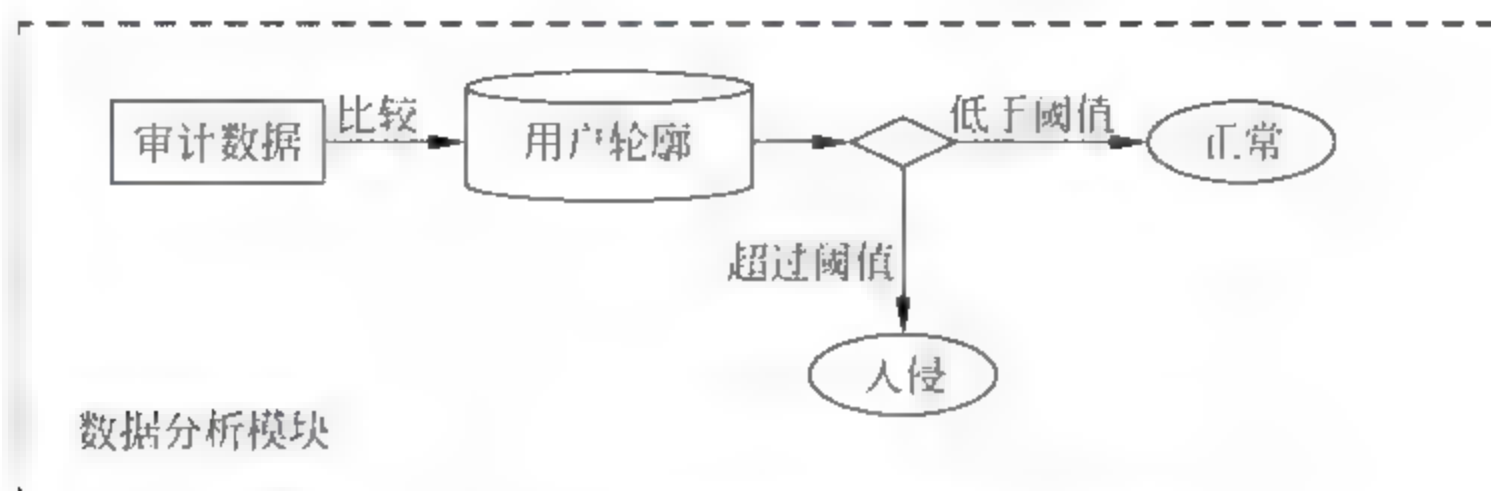 审计数据
比较
用户轮廓
低于阈值
正常
超过阈值
入侵
数据分析模块